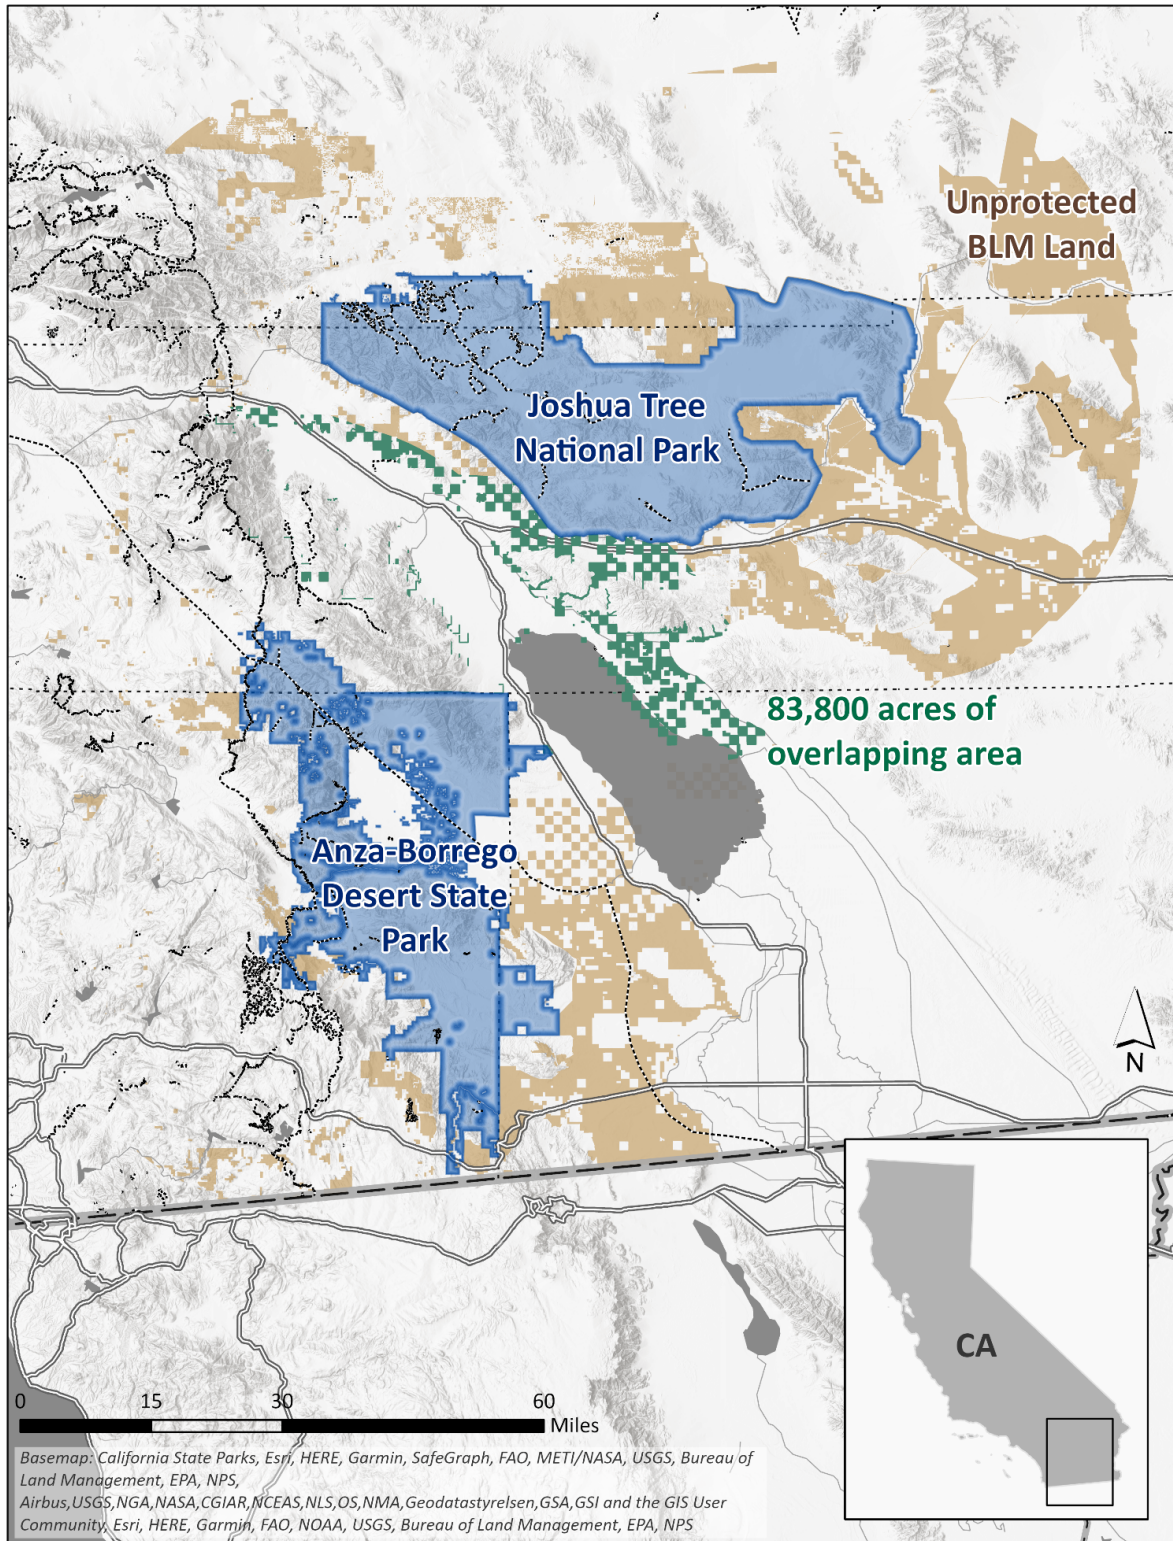 Unprotected
BLM Land
Joshua Tree
National Park
83,800 acres of
overlapping area
Anza-Borrego
Desert State
Park
N
CA
0 15 30 60
Miles
Basemap: California State Parks, Esri, HERE, Garmin, SafeGraph, FAO, METI/NASA, USGS, Bureau of
Land Management, EPA, NPS,
Airbus,USGS,NGA,NASA,CGIAR,NCEAS,NLS,OS,NMA,Geodatastyrelsen,GSA,GSI and the GIS User
Community, Esri, HERE, Garmin, FAO, NOAA, USGS, Bureau of Land Management, EPA, NPS